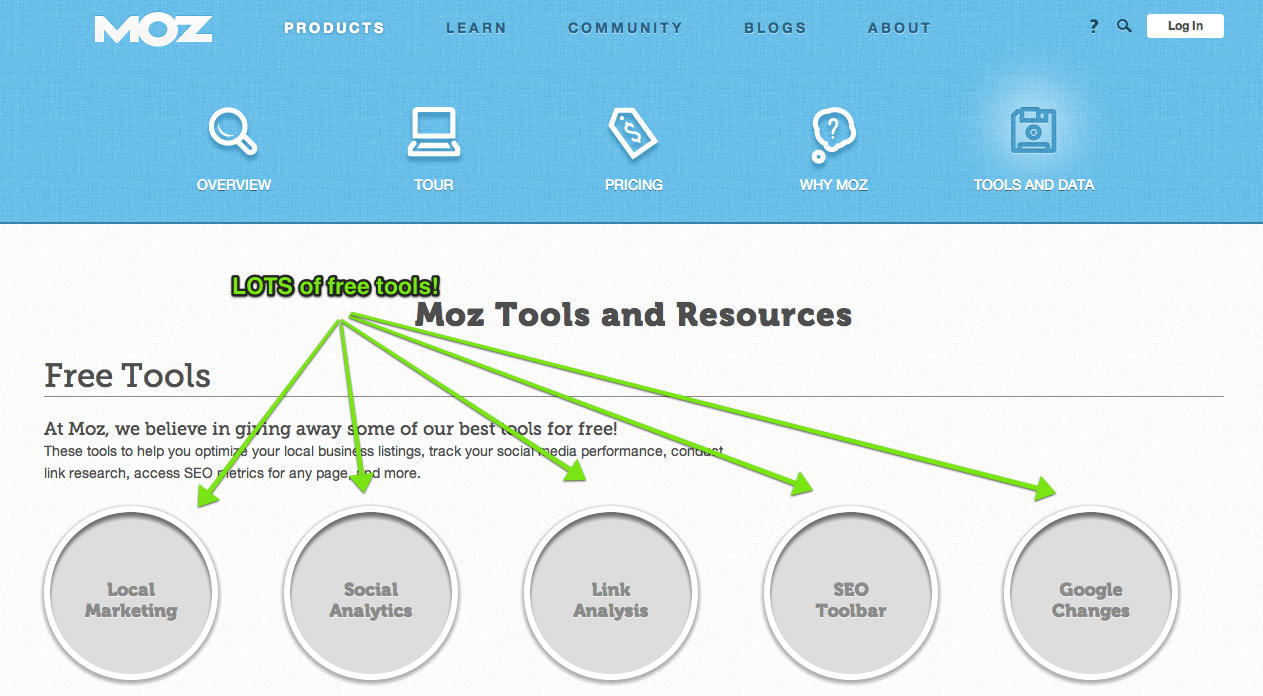 MOZ
PRODUCTS LEARN COMMUNITY BLOGS ABOUT ? Log In
OVERVIEW TOUR PRICING WHY MOZ TOOLS AND DATA
LOTS of free tools!
Moz Tools and Resources
Free Tools
At Moz, we believe in giving away some of our best tools for free!
These tools to help you optimize your local business listings, track your social media performance, conduct
link research, access SEO metrics for any page, and more.
Local Marketing
Social Analytics
Link Analysis
SEO Toolbar
Google Changes